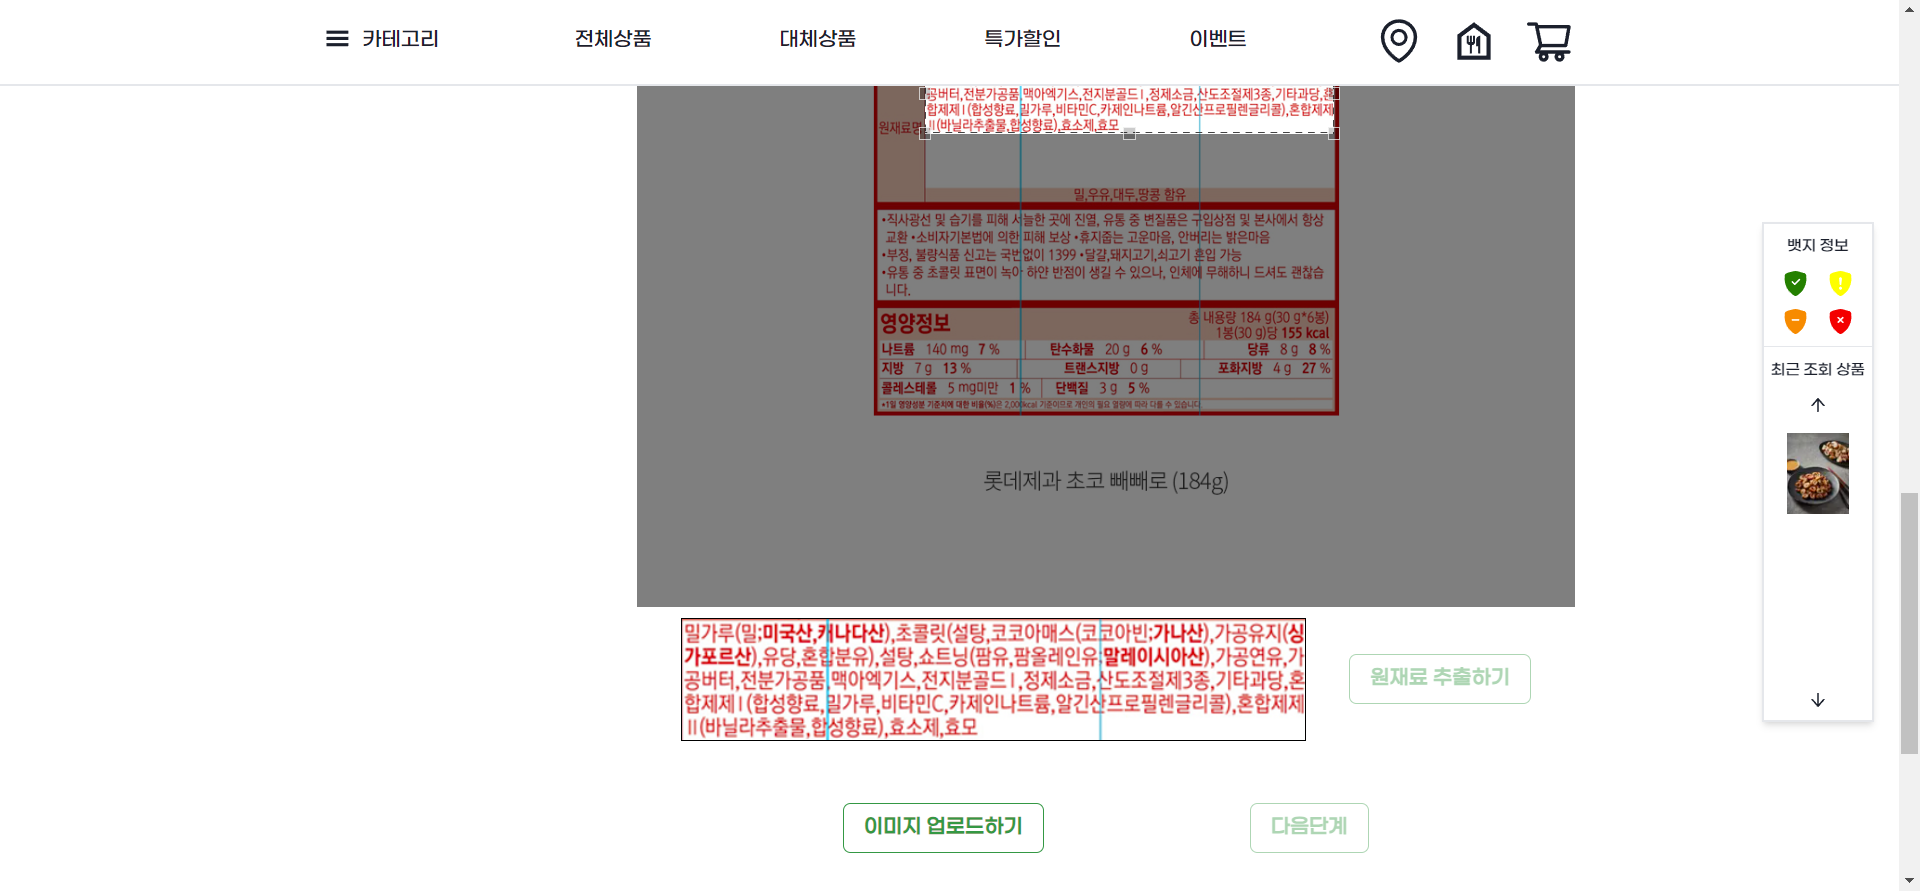 카테고리
전체상품
대체상품
특가할인
이벤트
공버터,전분가공품,맥아엑기스,전지분골드Ⅰ,정제소금,산도조절제3종,기타과당,혼
합제제Ⅰ(합성향료,밀가루,비타민C,카제인나트륨,알긴산프로필렌글리콜),혼합제제
Ⅱ(바닐라추출물,합성향료),효소제,효모
원재료명
밀,우유,대두,땅콩 함유
•직사광선 및 습기를 피해 서늘한 곳에 진열, 유통 중 변질품은 구입상점 및 본사에서 항상
교환 •소비자기본법에 의한 피해 보상 •휴지줍는 고운마음, 안버리는 밝은마음
•부정, 불량식품 신고는 국번없이 1399 •달걀,돼지고기,쇠고기 혼입 가능
•유통 중 초콜릿 표면이 녹아 하얀 반점이 생길 수 있으나, 인체에 무해하니 드셔도 괜찮습
니다.
영양정보
총 내용량 184 g(30 g*6봉)
1봉(30 g)당 155 kcal
나트륨 140 mg 7 % 탄수화물 20 g 6 % 당류 8 g 8 %
지방 7 g 13 % 트랜스지방 0 g 포화지방 4 g 27 %
콜레스테롤 5 mg미만 1 % 단백질 3 g 5 %
•1일 영양성분 기준치에 대한 비율(%)은 2,000kcal 기준이므로 개인의 필요 열량에 따라 다를 수 있습니다.
롯데제과 초코 빼빼로 (184g)
밀가루(밀;미국산,캐나다산),초콜릿(설탕,코코아매스(코코아빈;가나산),가공유지(싱
가포르산),유당,혼합분유),설탕,쇼트닝(팜유,팜올레인유;말레이시아산),가공연유,가
공버터,전분가공품,맥아엑기스,전지분골드Ⅰ,정제소금,산도조절제3종,기타과당,혼
합제제Ⅰ(합성향료,밀가루,비타민C,카제인나트륨,알긴산프로필렌글리콜),혼합제제
Ⅱ(바닐라추출물,합성향료),효소제,효모
원재료 추출하기
이미지 업로드하기
다음단계
뱃지 정보
최근 조회 상품